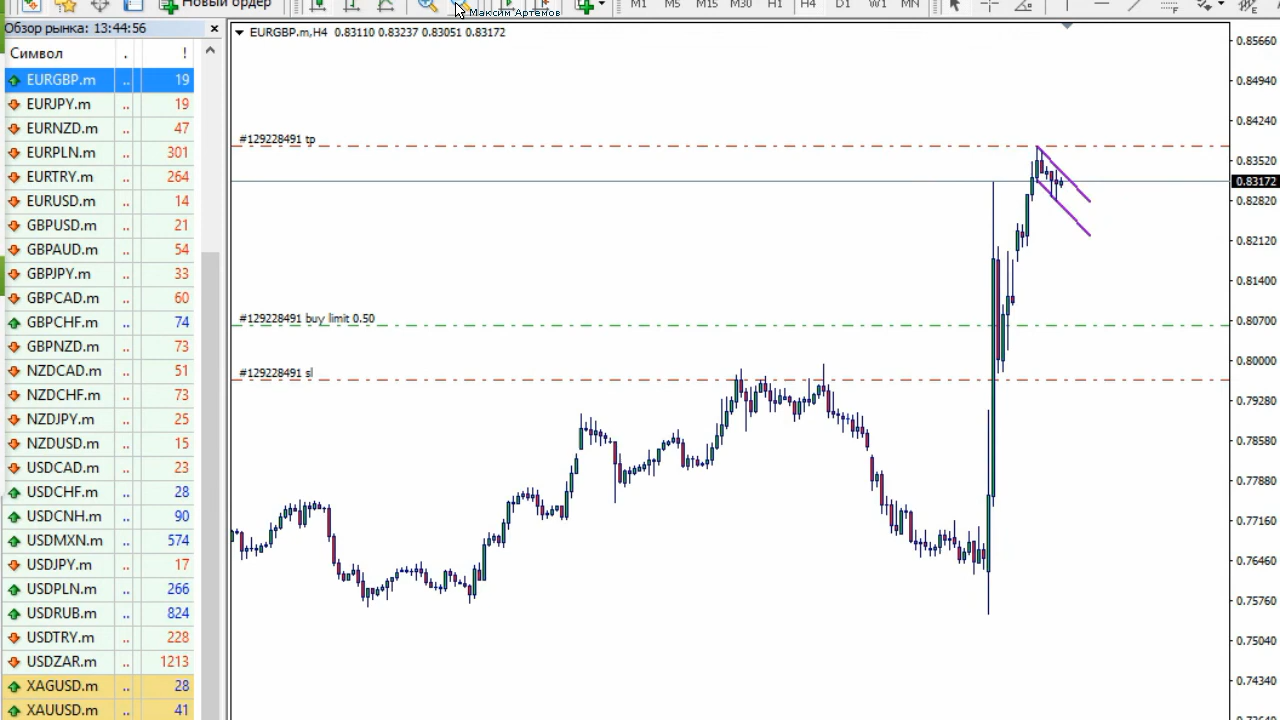 Новый ордер
Максим Артемов
M1 M5 M15 M30 H1 H4 D1 W1 MN
Обзор рынка: 13:44:56
Символ . !
EURGBP.m .. 19
EURJPY.m .. 19
EURNZD.m .. 47
EURPLN.m .. 301
EURTRY.m .. 264
EURUSD.m .. 14
GBPUSD.m .. 21
GBPAUD.m .. 54
GBPJPY.m .. 33
GBPCAD.m .. 60
GBPCHF.m .. 74
GBPNZD.m .. 73
NZDCAD.m .. 51
NZDCHF.m .. 73
NZDJPY.m .. 25
NZDUSD.m .. 15
USDCAD.m .. 23
USDCHF.m .. 28
USDCNH.m .. 90
USDMXN.m .. 574
USDJPY.m .. 17
USDPLN.m .. 266
USDRUB.m .. 824
USDTRY.m .. 228
USDZAR.m .. 1213
XAGUSD.m .. 28
XAUUSD.m .. 41
EURGBP.m,H4 0.83110 0.83237 0.83051 0.83172
#129228491 tp
#129228491 buy limit 0.50
#129228491 sl
0.85660
0.84940
0.84240
0.83520
0.83172
0.82820
0.82120
0.81400
0.80700
0.80000
0.79280
0.78580
0.77880
0.77160
0.76460
0.75760
0.75040
0.74340